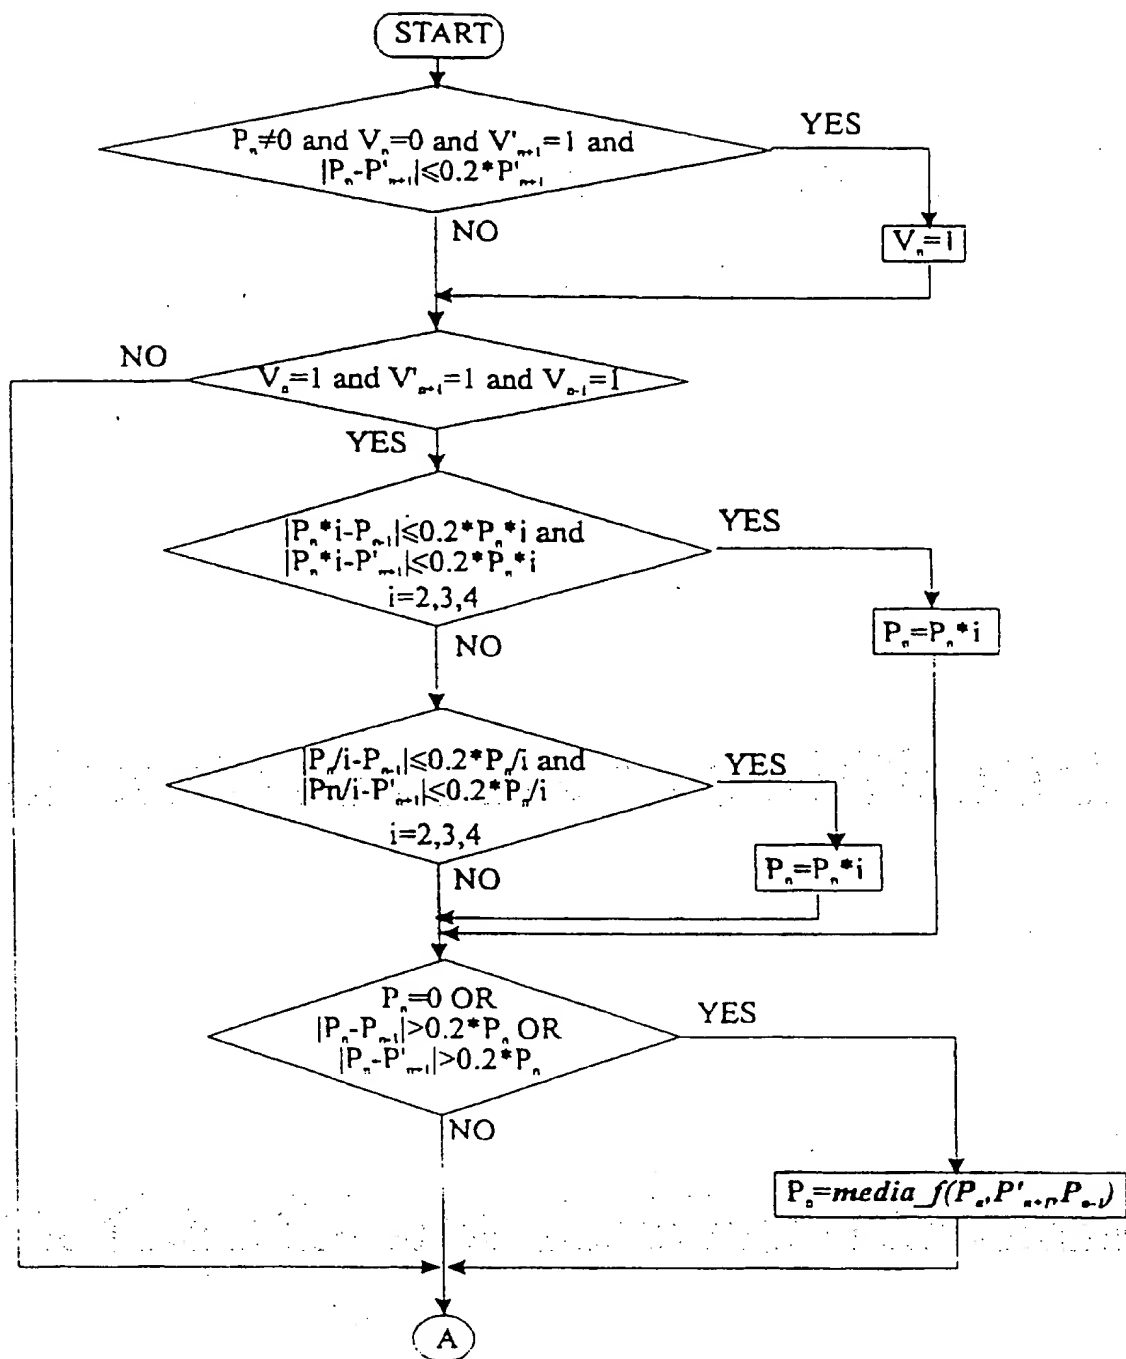 START
Pₙ≠0 and Vₙ=0 and V'ₙ₊₁=1 and
|Pₙ-P'ₙ₊₁|≤0.2*P'ₙ₊₁
YES
NO
Vₙ=1
NO
Vₙ=1 and V'ₙ₊₁=1 and Vₙ₋₁=1
YES
|Pₙ*i-Pₙ₋₁|≤0.2*Pₙ*i and
|Pₙ*i-P'ₙ₊₁|≤0.2*Pₙ*i
i=2,3,4
YES
NO
Pₙ=Pₙ*i
|Pₙ/i-Pₙ₋₁|≤0.2*Pₙ/i and
|Pn/i-P'ₙ₊₁|≤0.2*Pₙ/i
i=2,3,4
YES
NO
Pₙ=Pₙ*i
Pₙ=0 OR
|Pₙ-Pₙ₋₁|>0.2*Pₙ OR
|Pₙ-P'ₙ₊₁|>0.2*Pₙ
YES
NO
Pₙ=media_f(Pₙ,P'ₙ₊₁,Pₙ₋₁)
A